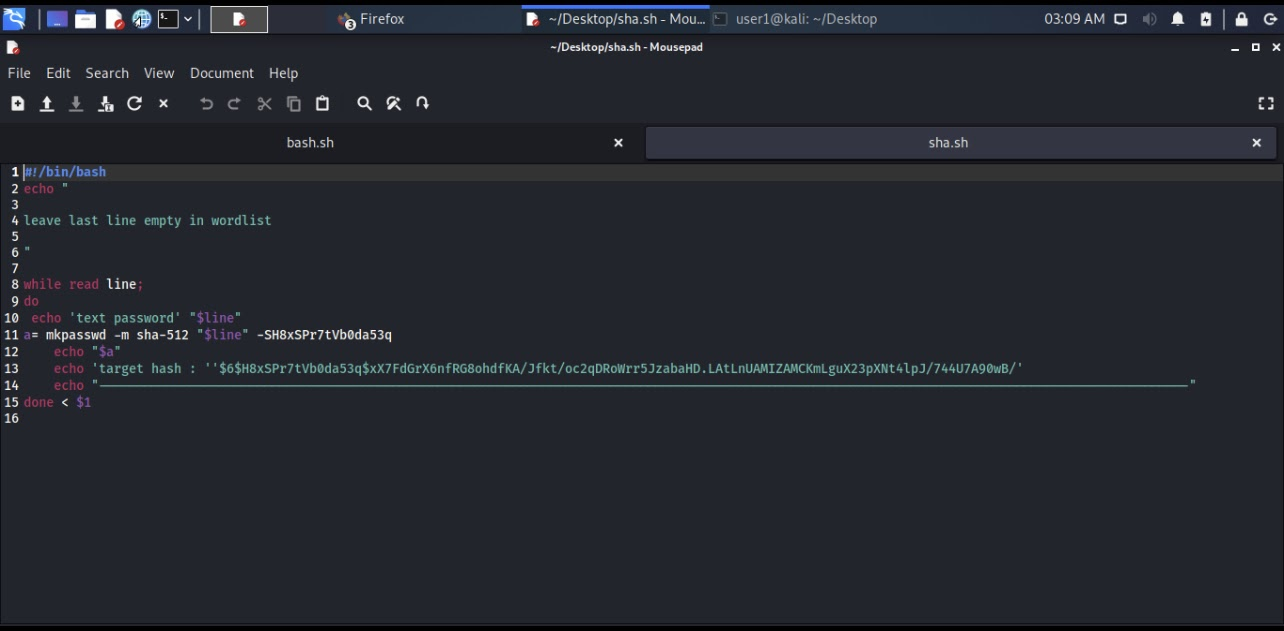 Firefox
~/Desktop/sha.sh - Mou...
user1@kali: ~/Desktop
03:09 AM
~/Desktop/sha.sh - Mousepad
File Edit Search View Document Help
bash.sh
sha.sh
1 #!/bin/bash
2 echo "
3
4 leave last line empty in wordlist
5
6 "
7
8 while read line;
9 do
10 echo 'text password' "$line"
11 a= mkpasswd -m sha-512 "$line" -SH8xSPr7tVb0da53q
12 echo "$a"
13 echo 'target hash : ''$6$H8xSPr7tVb0da53q$xX7FdGrX6nfRG8ohdfKA/Jfkt/oc2qDRoWrr5JzabaHD.LAtLnUAMIZAMCKmLguX23pXNt4lpJ/744U7A90wB/'
14 echo "——————————————————————————————"
15 done < $1
16